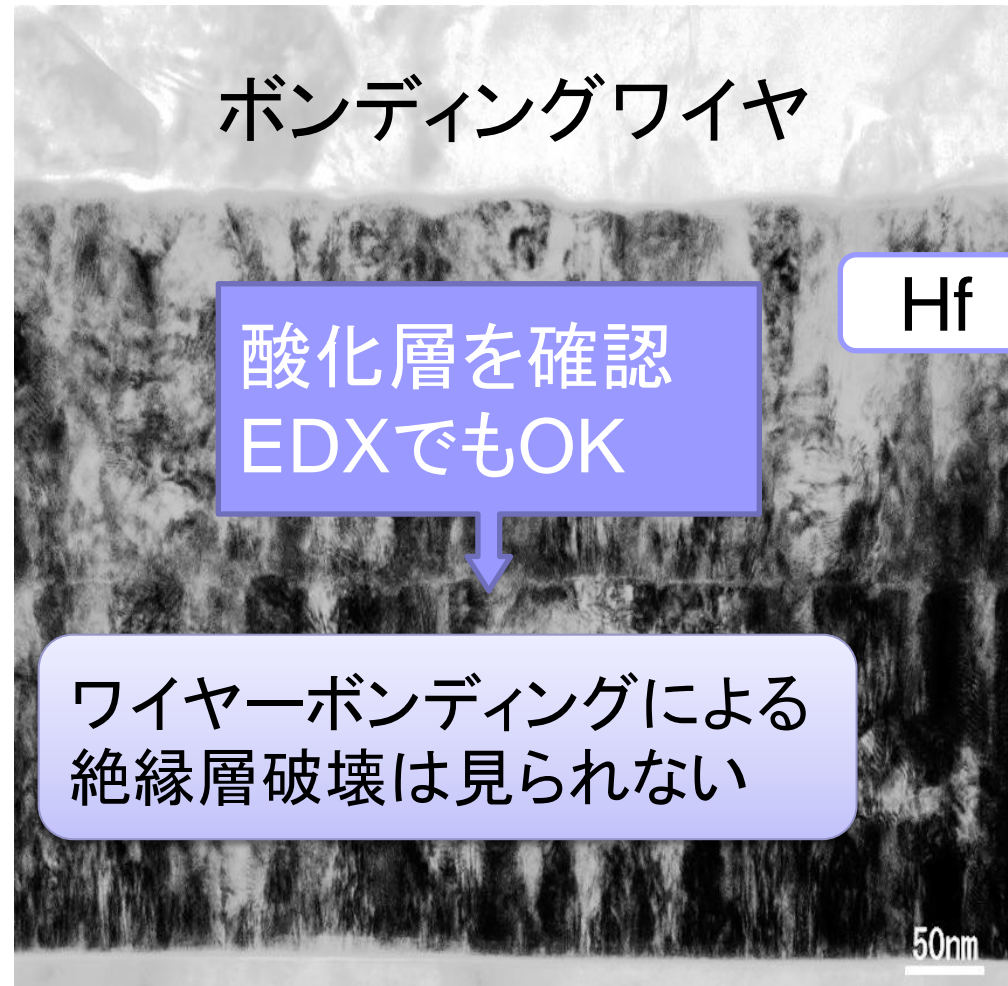 ボンディングワイヤ
Hf
酸化層を確認
EDXでもOK
ワイヤーボンディングによる
絶縁層破壊は見られない
50nm